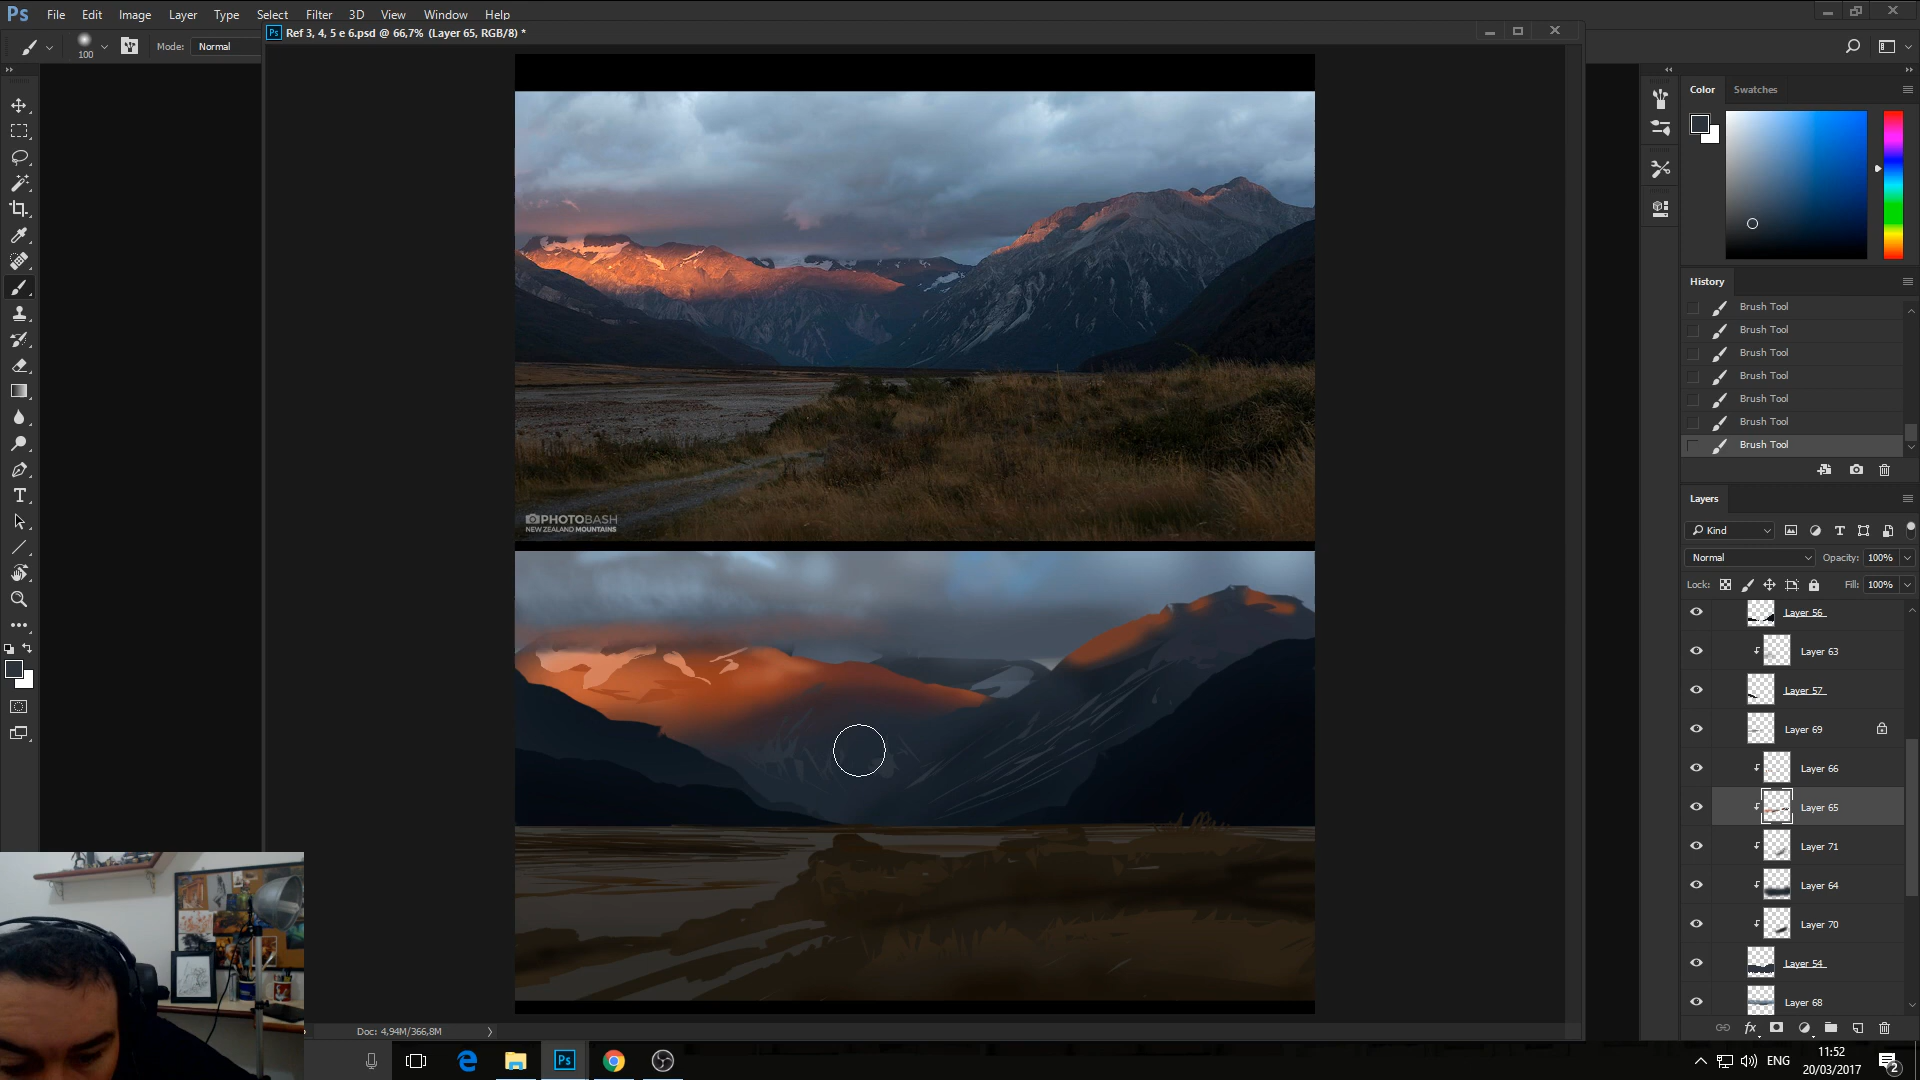 Ps File Edit Image Layer Type Select Filter 3D View Window Help
100 Mode: Normal
Ps Ref 3, 4, 5 e 6.psd @ 66,7% (Layer 65, RGB/8) *
PHOTOBASH
NEW ZEALAND MOUNTAINS
Doc: 4,94M/366,8M
Color Swatches
History
Brush Tool
Brush Tool
Brush Tool
Brush Tool
Brush Tool
Brush Tool
Brush Tool
Layers
Kind
Normal Opacity: 100%
Lock: Fill: 100%
Layer 56
Layer 63
Layer 57
Layer 69
Layer 66
Layer 65
Layer 71
Layer 64
Layer 70
Layer 54
Layer 68
fx
Ps
ENG
11:52
20/03/2017
2